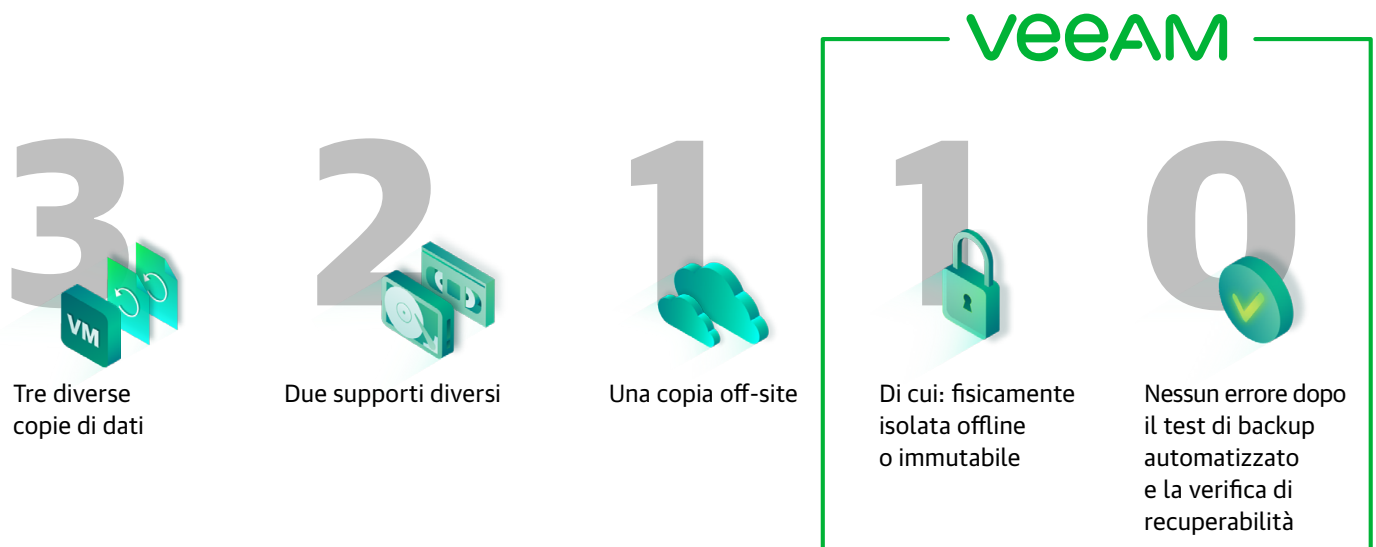 veeAM
3
2
1
1
0
VM
Tre diverse
copie di dati
Due supporti diversi
Una copia off-site
Di cui: fisicamente
isolata offline
o immutabile
Nessun errore dopo
il test di backup
automatizzato
e la verifica di
recuperabilità